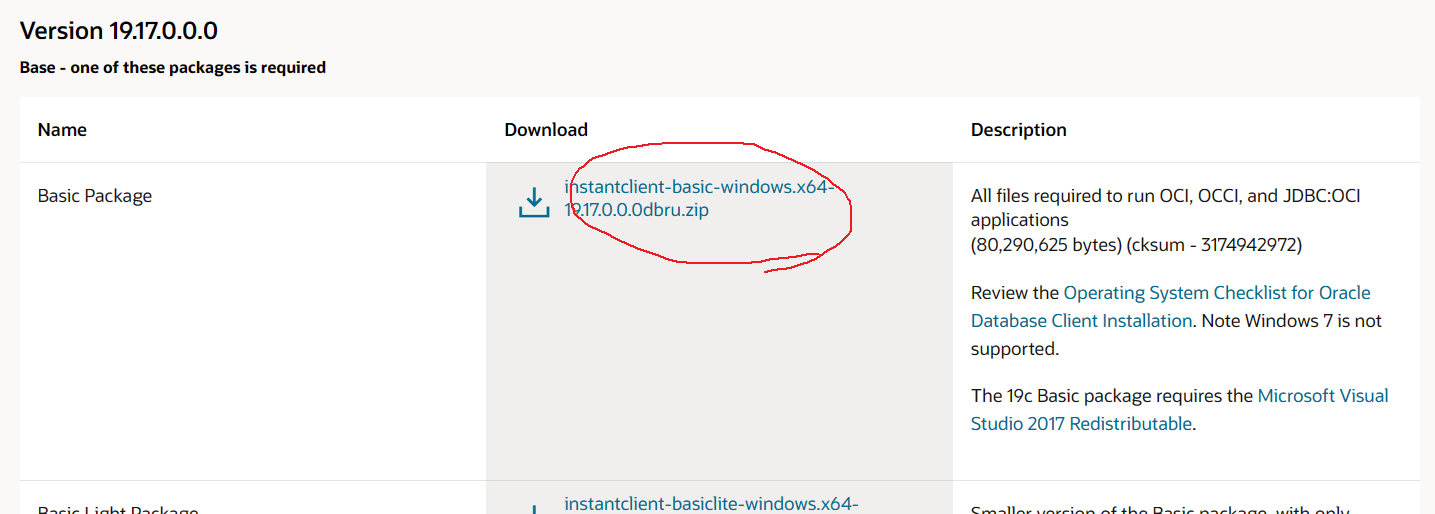 Version 19.17.0.0.0
Base - one of these packages is required
Name
Download
Description
Basic Package
instantclient-basic-windows.x64-
19.17.0.0.0dbru.zip
All files required to run OCI, OCCI, and JDBC:OCI
applications
(80,290,625 bytes) (cksum - 3174942972)
Review the Operating System Checklist for Oracle
Database Client Installation. Note Windows 7 is not
supported.
The 19c Basic package requires the Microsoft Visual
Studio 2017 Redistributable.
Basic Light Package
instantclient-basiclite-windows.x64-
Smaller version of the Basic package, with only